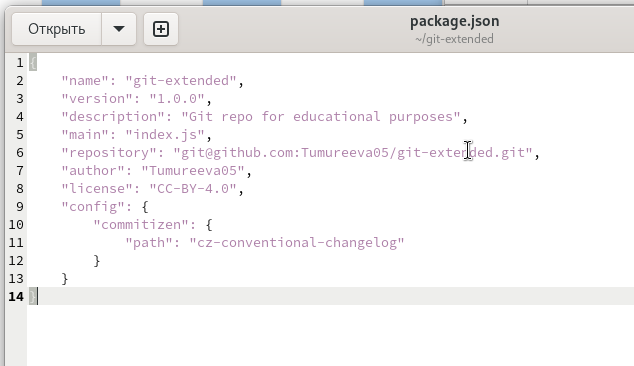 Открыть
package.json
~/git-extended
1 {
2 "name": "git-extended",
3 "version": "1.0.0",
4 "description": "Git repo for educational purposes",
5 "main": "index.js",
6 "repository": "git@github.com:Tumureeva05/git-extended.git",
7 "author": "Tumureeva05",
8 "license": "CC-BY-4.0",
9 "config": {
10 "commitizen": {
11 "path": "cz-conventional-changelog"
12 }
13 }
14 }